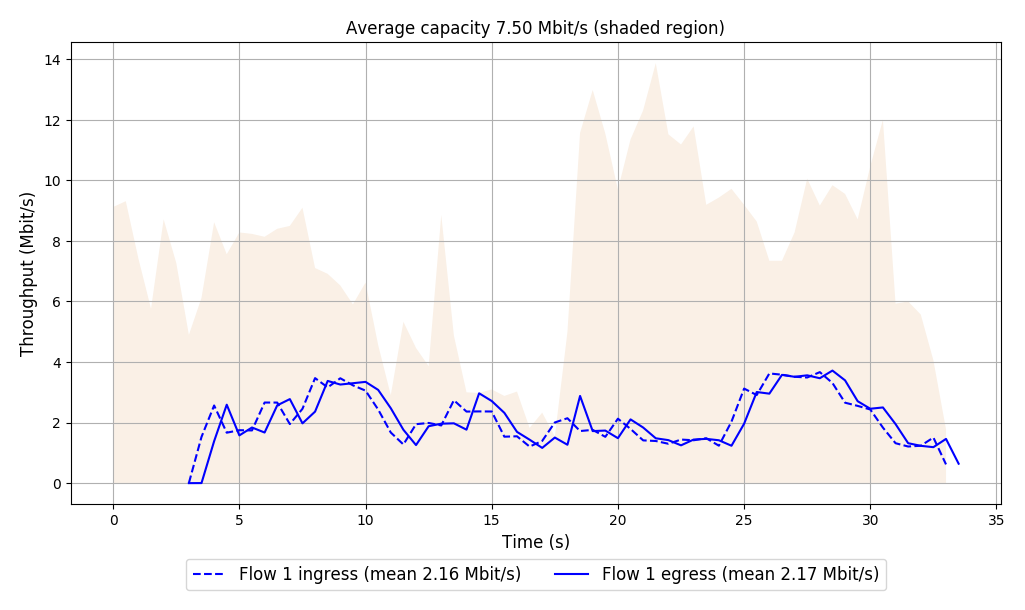 Average capacity 7.50 Mbit/s (shaded region)
Throughput (Mbit/s)
14
12
10
8
6
4
2
0
0 5 10 15 20 25 30 35
Time (s)
Flow 1 ingress (mean 2.16 Mbit/s) Flow 1 egress (mean 2.17 Mbit/s)